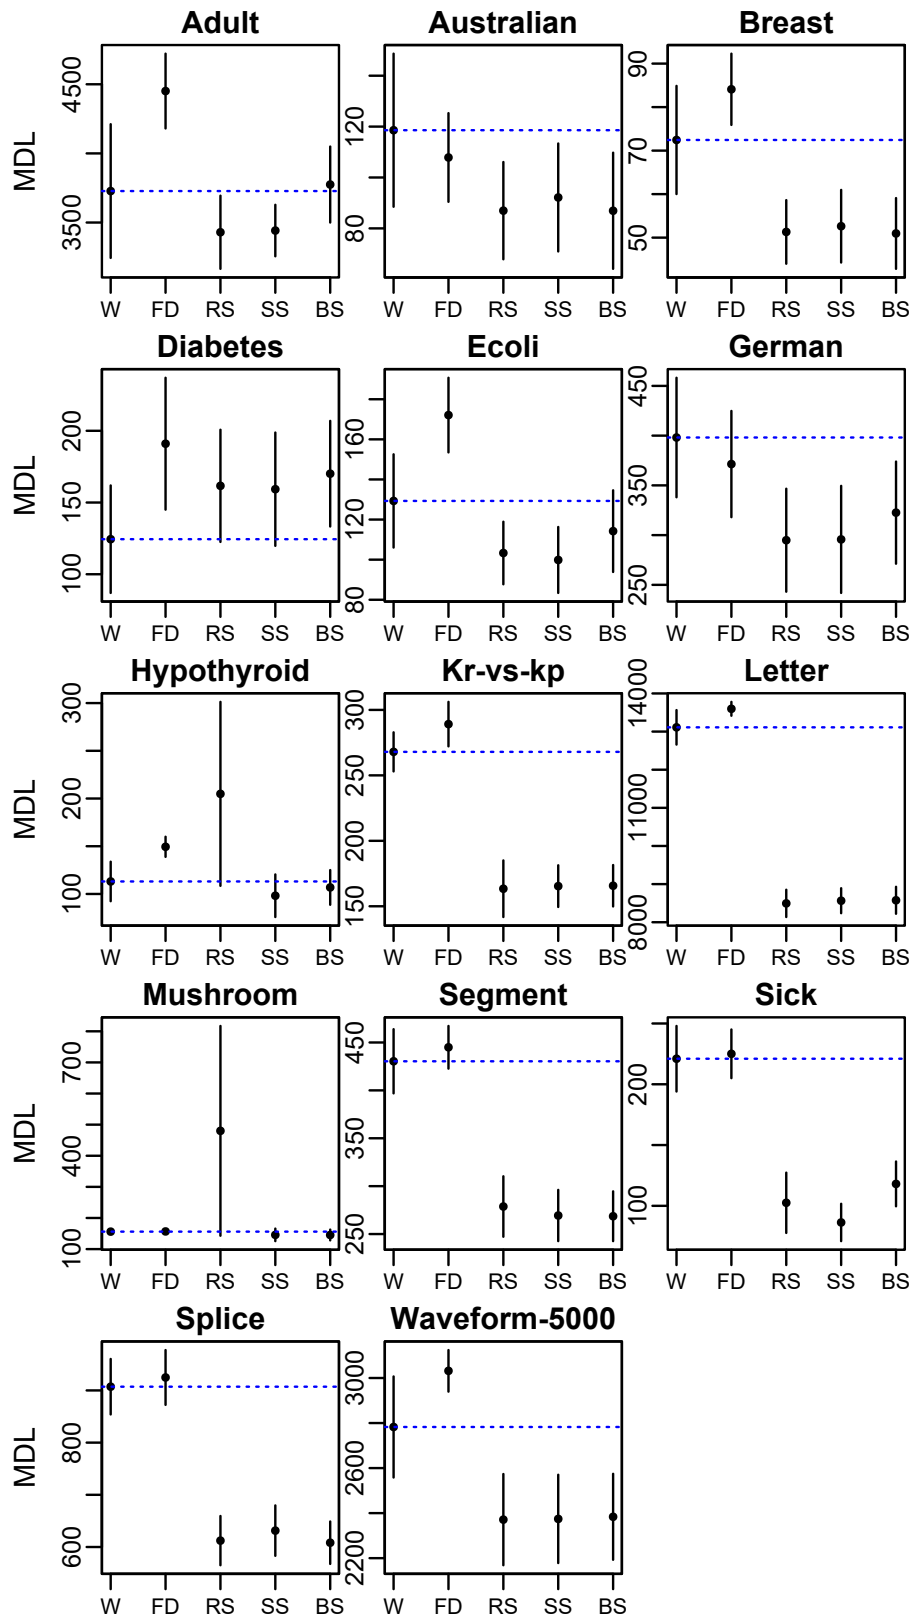 Adult Australian Breast
MDL
4500
3500
120
80
90
70
50
W FD RS SS BS W FD RS SS BS W FD RS SS BS
Diabetes Ecoli German
MDL
200
150
100
160
120
80
450
350
250
W FD RS SS BS W FD RS SS BS W FD RS SS BS
Hypothyroid Kr-vs-kp Letter
MDL
300
200
100
300
250
200
150
14000
11000
8000
W FD RS SS BS W FD RS SS BS W FD RS SS BS
Mushroom Segment Sick
MDL
700
400
100
450
350
250
200
100
W FD RS SS BS W FD RS SS BS W FD RS SS BS
Splice Waveform-5000
MDL
800
600
3000
2600
2200
W FD RS SS BS W FD RS SS BS